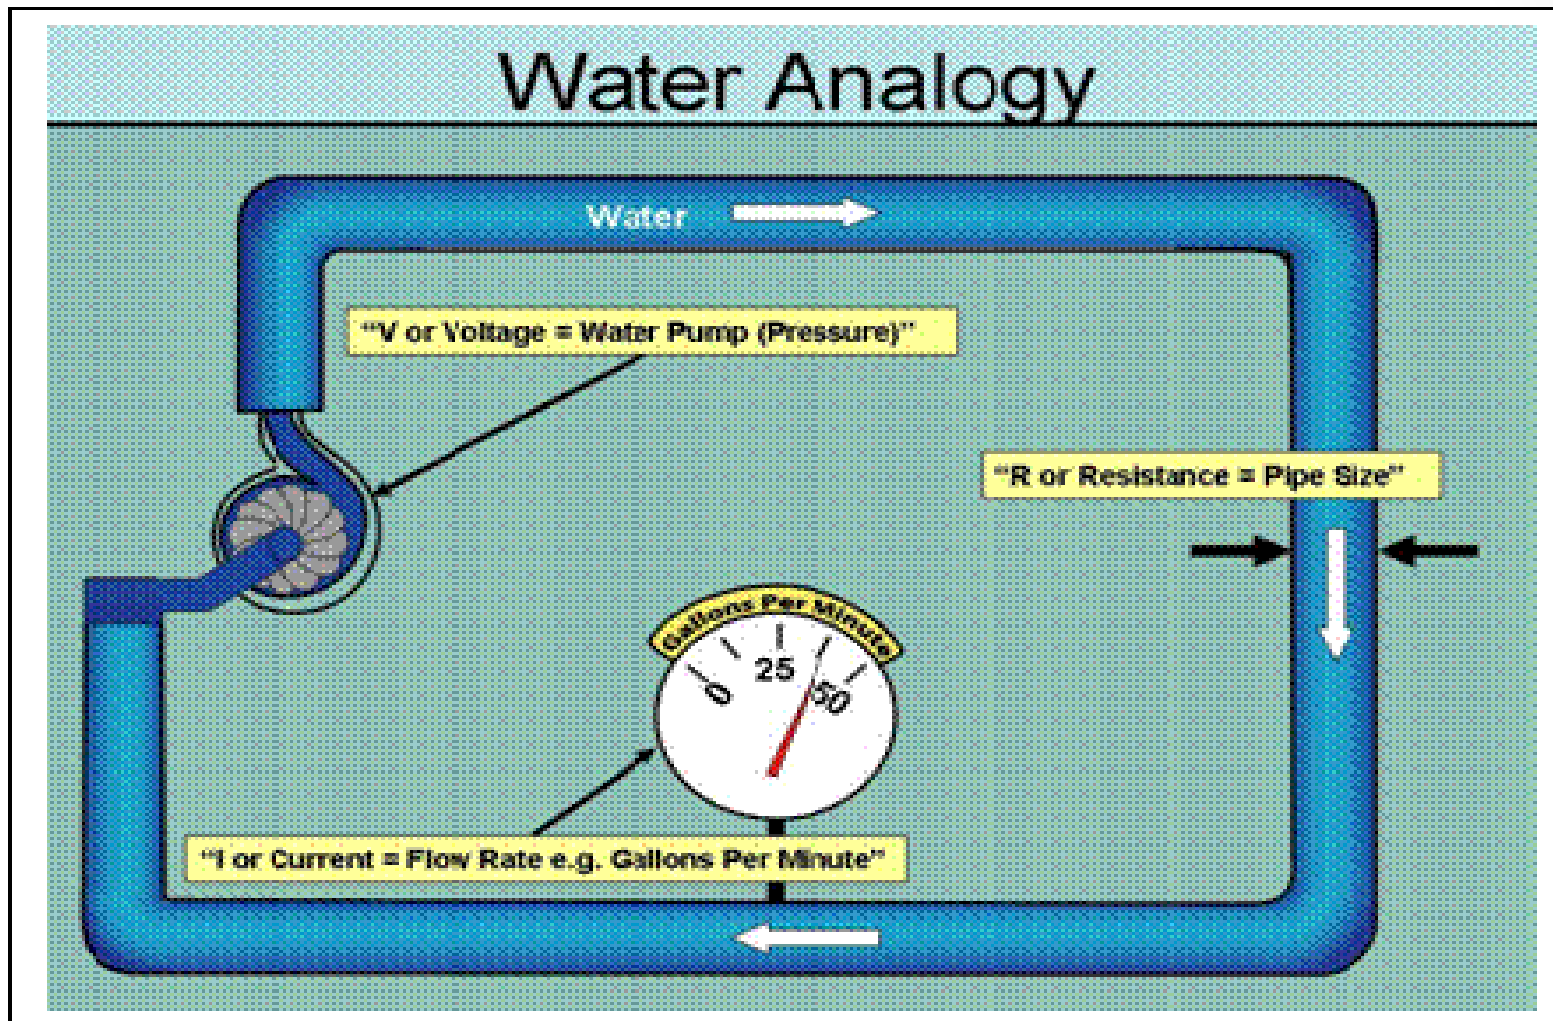 Water Analogy
Water
“V or Voltage = Water Pump (Pressure)”
“R or Resistance = Pipe Size”
Gallons Per Minute
0
25
50
“I or Current = Flow Rate e.g. Gallons Per Minute”